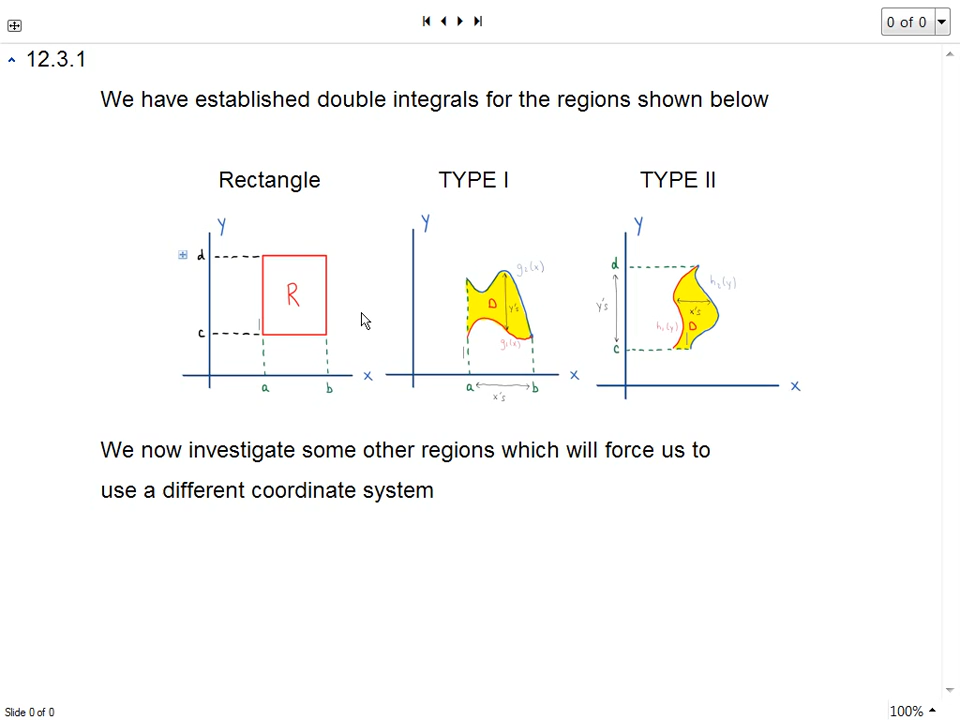 0 of 0
12.3.1
We have established double integrals for the regions shown below
Rectangle
TYPE I
TYPE II
y
d
R
c
a
b
x
y
g₂(x)
D
y's
g₁(x)
a
b
x's
x
y
d
h₂(y)
y's
x's
h₁(y)
D
c
x
We now investigate some other regions which will force us to
use a different coordinate system
Slide 0 of 0
100%